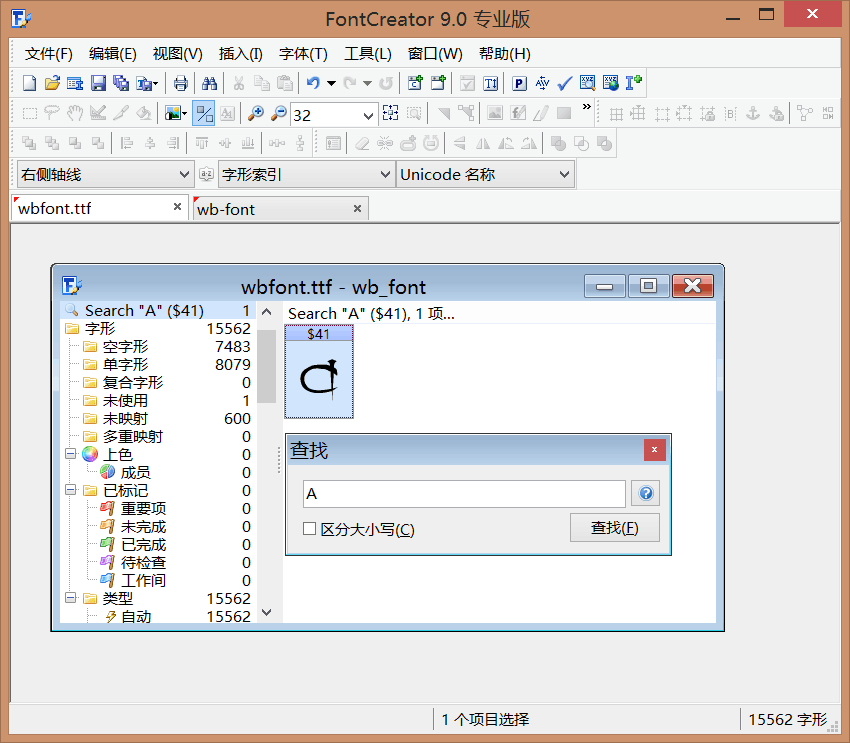 FontCreator 9.0 专业版
文件(F) 编辑(E) 视图(V) 插入(I) 字体(T) 工具(L) 窗口(W) 帮助(H)
32
右侧轴线 字形索引 Unicode 名称
wbfont.ttf wb-font
wbfont.ttf - wb_font
Search "A" ($41) 1
字形 15562
空字形 7483
单字形 8079
复合字形 0
未使用 1
未映射 600
多重映射 0
上色 0
成员 0
已标记 0
重要项 0
未完成 0
已完成 0
待检查 0
工作间 0
类型 15562
自动 15562
Search "A" ($41), 1 项...
$41
查找
A
区分大小写(C)
查找(F)
1 个项目选择 15562 字形